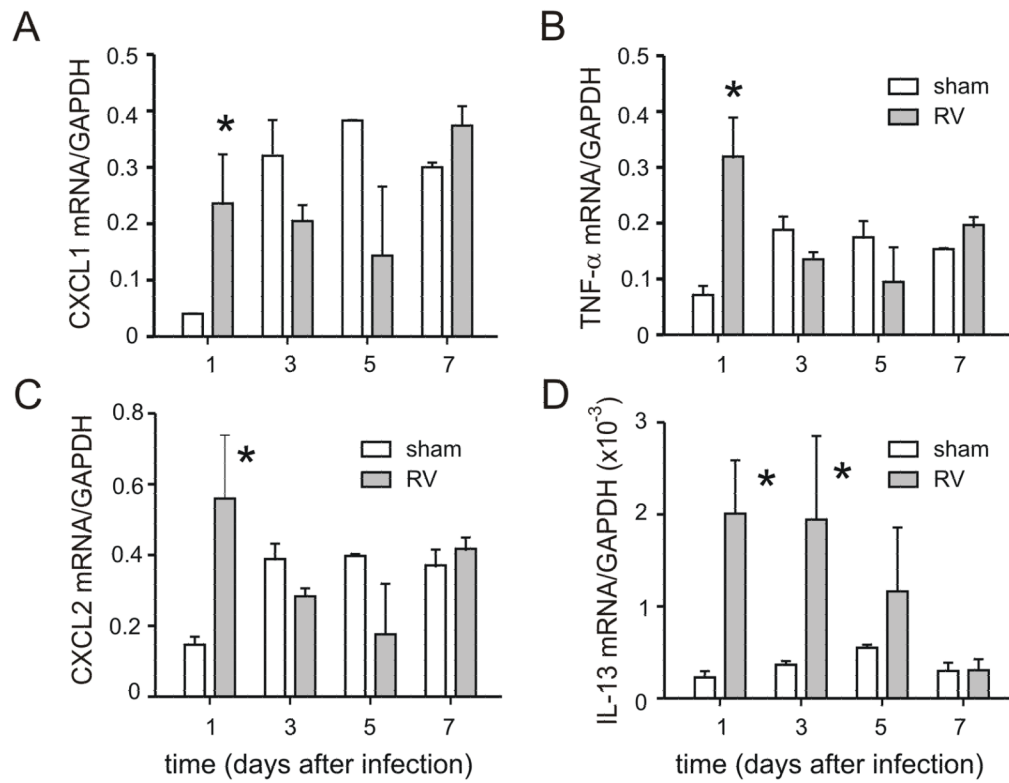 A
CXCL1 mRNA/GAPDH
0.5
0.4
0.3
0.2
0.1
0
*
1 3 5 7
B
TNF-α mRNA/GAPDH
0.5
0.4
0.3
0.2
0.1
0
*
sham
RV
1 3 5 7
C
CXCL2 mRNA/GAPDH
0.8
0.6
0.4
0.2
0
*
sham
RV
1 3 5 7
time (days after infection)
D
IL-13 mRNA/GAPDH (x10⁻³)
3
2
1
0
* *
sham
RV
1 3 5 7
time (days after infection)